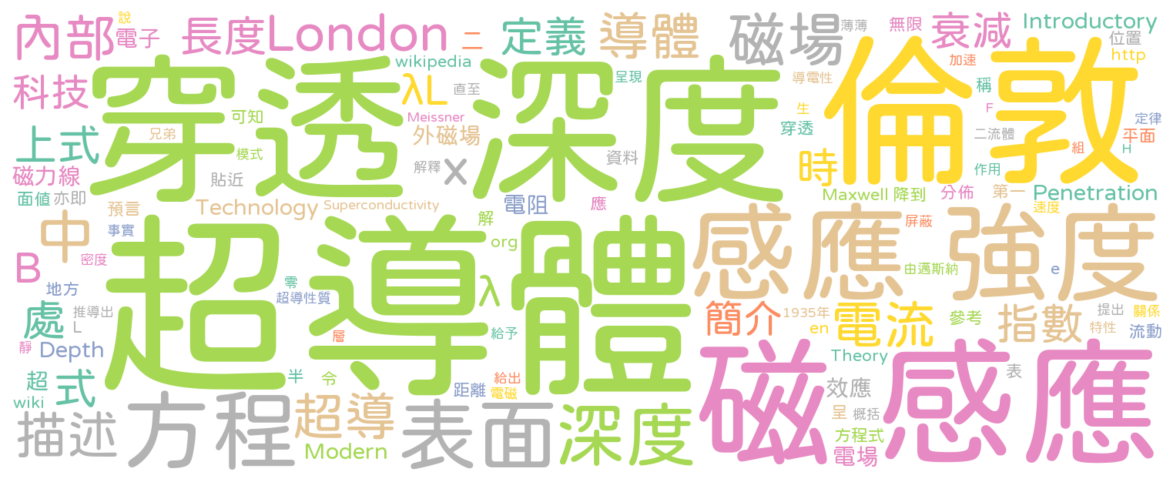 內部
電子
長度
London
二
定義
導體
磁場
薄薄
無限
衰減
Introductory
位置
http
科技
穿透深度
wikipedia
λL
直至
Meissner
呈現
導電性
倫敦
加速
稱
F
定律
平面
H
可知
兄弟
模式
上式
外磁場
解釋
x
資料
穿透
生
二流體
組
作用
時
磁力線
面值
亦即
貼近
預言
事實
Technology
Superconductivity
電阻
應
解
org
Maxwell
降到
分佈
第一
Penetration
速度
中
密度
B
地方
超導體
零
超導性質
λ
感應強度
屏蔽
由邁斯納
e
處
推導出
L
靜
Depth
層
給予
簡介
1935年
en
電流
參考
指數
提出
特性
關係
流動
Theory
表
超
wiki
式
半
令
距離
給出
電磁
磁感應
效應
呈
概括
方程式
電場
描述
方程
超導
Modern
表面
深度
說